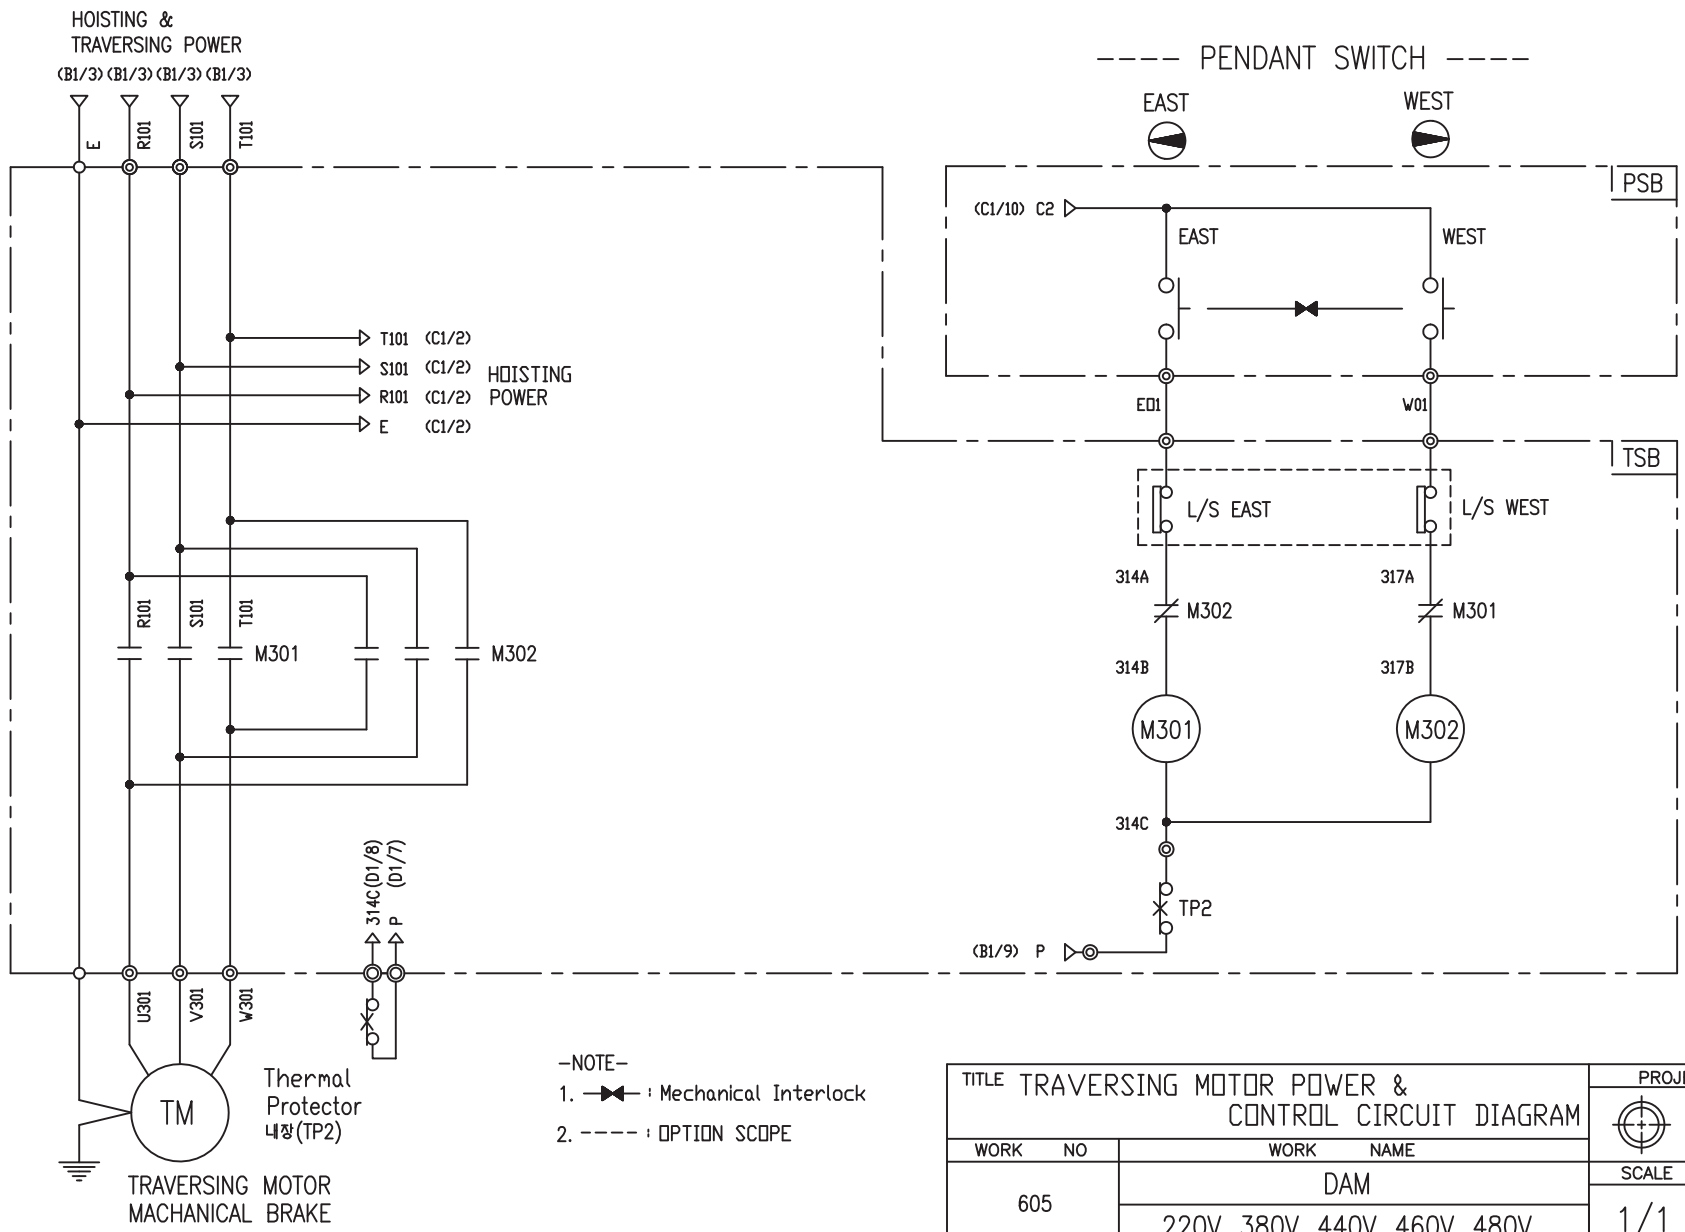 HOISTING &
TRAVERSING POWER
(B1/3) (B1/3) (B1/3) (B1/3)
E R101 S101 T101
---- PENDANT SWITCH ----
EAST WEST
PSB
(C1/10) C2
EAST WEST
T101 (C1/2)
S101 (C1/2)
R101 (C1/2)
E (C1/2)
HOISTING
POWER
E01 W01
TSB
L/S EAST L/S WEST
314A 317A
M302 M301
314B 317B
M301 M302
314C
TP2
(B1/9) P
R101 S101 T101
M301 M302
314C(D1/8)
P (D1/7)
U301 V301 W301
TM
Thermal
Protector
내장(TP2)
TRAVERSING MOTOR
MACHANICAL BRAKE
-NOTE-
1. : Mechanical Interlock
2. ---- : OPTION SCOPE
TITLE TRAVERSING MOTOR POWER &
CONTROL CIRCUIT DIAGRAM
PROJE
WORK NO WORK NAME
SCALE
605
DAM
220V 380V 440V 460V 480V
1/1